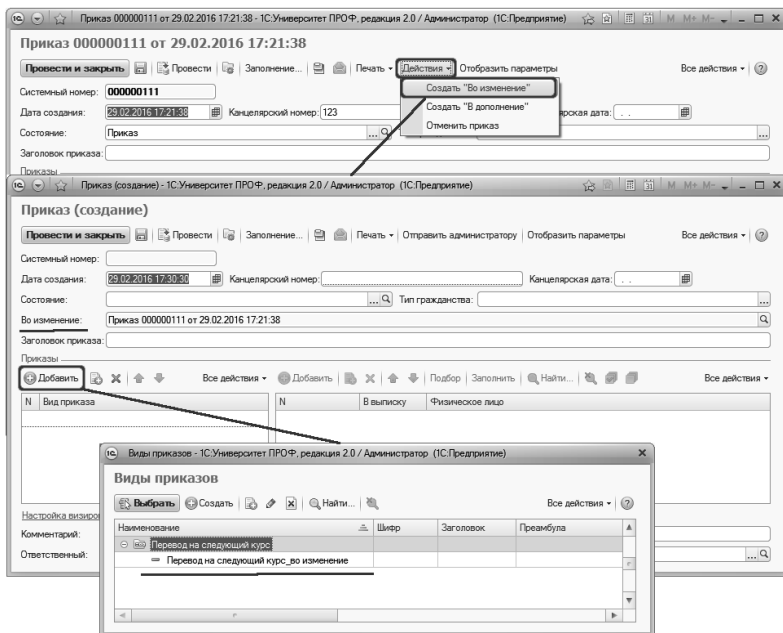 Приказ 000000111 от 29.02.2016 17:21:38 - 1С:Университет ПРОФ, редакция 2.0 / Администратор (1С:Предприятие) M M+ M-
Приказ 000000111 от 29.02.2016 17:21:38
Провести и закрыть Провести Заполнение... Печать Действия Отобразить параметры Все действия
Системный номер: 000000111 Создать "Во изменение"
Дата создания: 29.02.2016 17:21:38 Канцелярский номер: 123 Создать "В дополнение" рская дата: . .
Состояние: Приказ ... Отменить приказ ...
Заголовок приказа:
Приказы
Приказ (создание) - 1С:Университет ПРОФ, редакция 2.0 / Администратор (1С:Предприятие) M M+ M-
Приказ (создание)
Провести и закрыть Провести Заполнение... Печать Отправить администратору Отобразить параметры Все действия
Системный номер:
Дата создания: 29.02.2016 17:30:30 Канцелярский номер: Канцелярская дата: . .
Состояние: ... Тип гражданства: ...
Во изменение: Приказ 000000111 от 29.02.2016 17:21:38
Заголовок приказа:
Приказы
Добавить Все действия Добавить Подбор Заполнить Найти... Все действия
N Вид приказа N В выписку Физическое лицо
Виды приказов - 1С:Университет ПРОФ, редакция 2.0 / Администратор (1С:Предприятие)
Виды приказов
Выбрать Создать Найти... Все действия
Настройка визиро
Наименование Шифр Заголовок Преамбула
Комментарий:
Перевод на следующий курс
Ответственный: ...
Перевод на следующий курс_во изменение